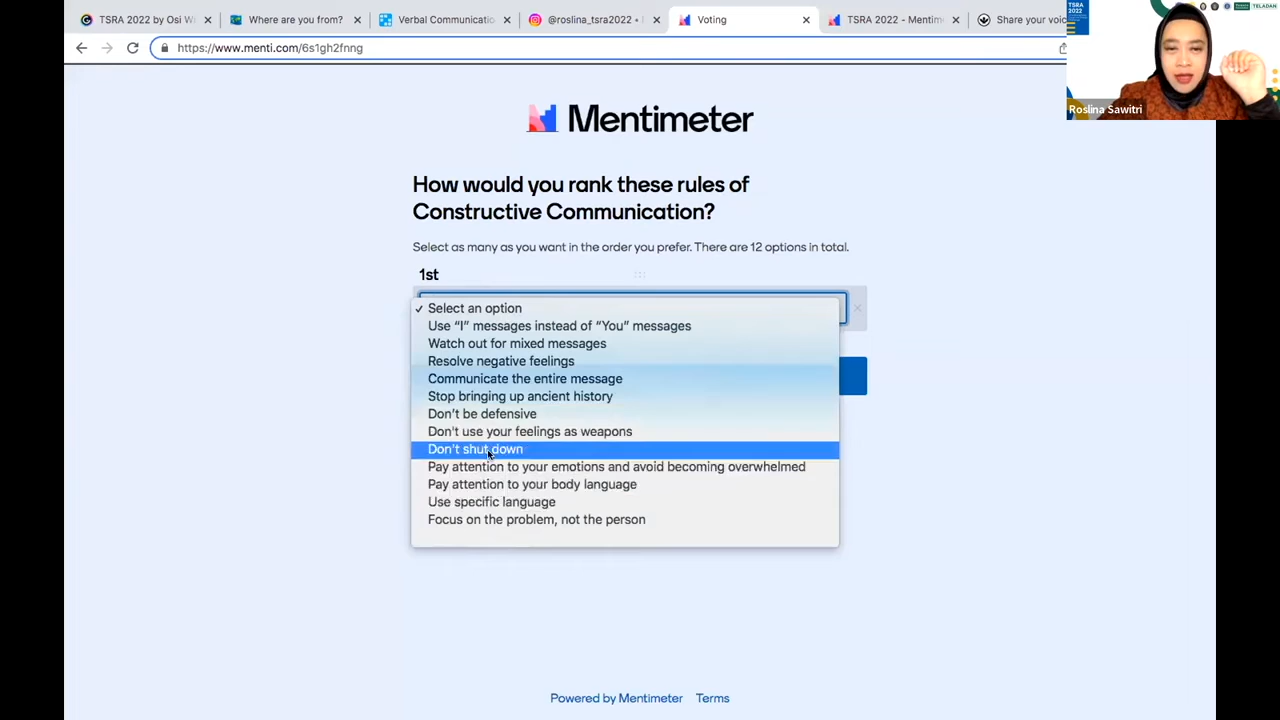 TSRA 2022 by Osi W
Where are you from?
Verbal Communicatio
@roslina_tsra2022 •
Voting
TSRA 2022 - Mentim
Share your voi
https://www.menti.com/6s1gh2fnng
TSRA
2022
TELADAN
Roslina Sawitri
Mentimeter
How would you rank these rules of
Constructive Communication?
Select as many as you want in the order you prefer. There are 12 options in total.
1st
✓ Select an option
Use “I” messages instead of “You” messages
Watch out for mixed messages
Resolve negative feelings
Communicate the entire message
Stop bringing up ancient history
Don’t be defensive
Don't use your feelings as weapons
Don't shut down
Pay attention to your emotions and avoid becoming overwhelmed
Pay attention to your body language
Use specific language
Focus on the problem, not the person
Powered by Mentimeter Terms